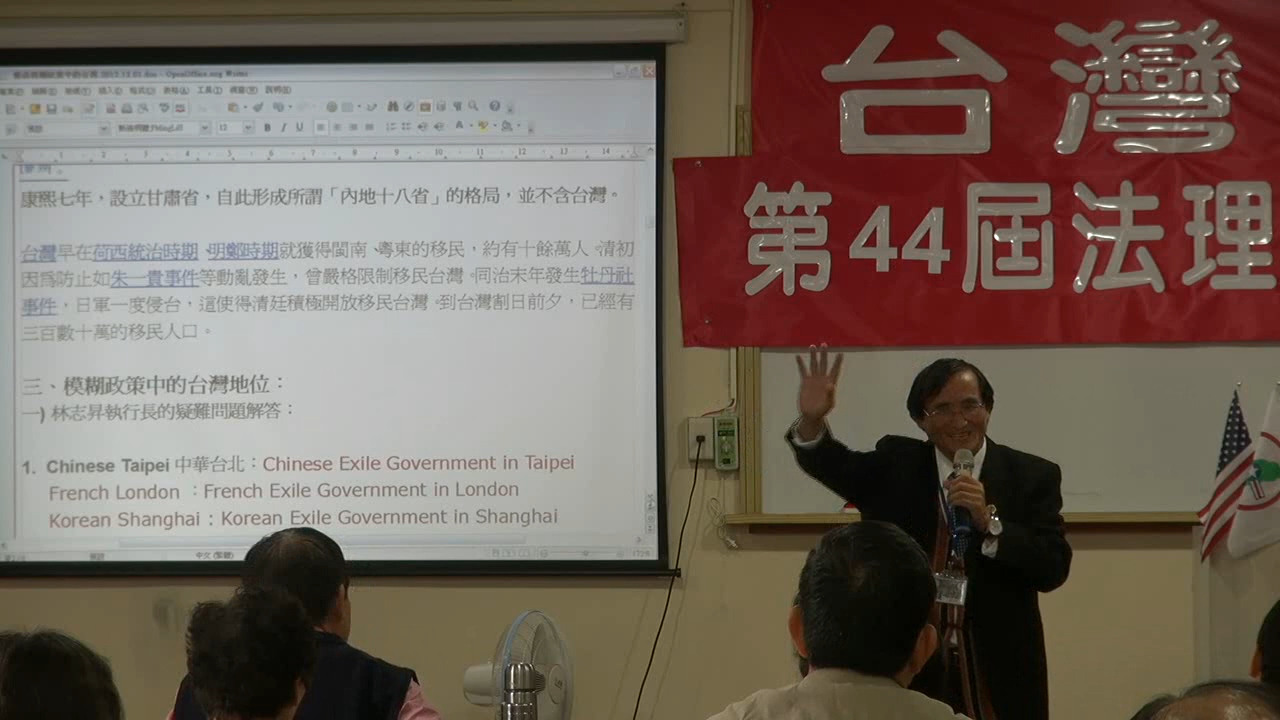 2012.12.01.doc - OpenOffice.org Writer
康熙七年，設立甘肅省，自此形成所謂「內地十八省」的格局，並不含台灣。
台灣早在荷西統治時期、明鄭時期就獲得閩南、粵東的移民，約有十餘萬人。清初
因為防止如朱一貴事件等動亂發生，曾嚴格限制移民台灣。同治末年發生牡丹社
事件，日軍一度侵台，這使得清廷積極開放移民台灣。到台灣割日前夕，已經有
三百數十萬的移民人口。
三、模糊政策中的台灣地位：
一) 林志昇執行長的疑難問題解答：
1. Chinese Taipei 中華台北：Chinese Exile Government in Taipei
French London ：French Exile Government in London
Korean Shanghai : Korean Exile Government in Shanghai
台灣
第44屆法理